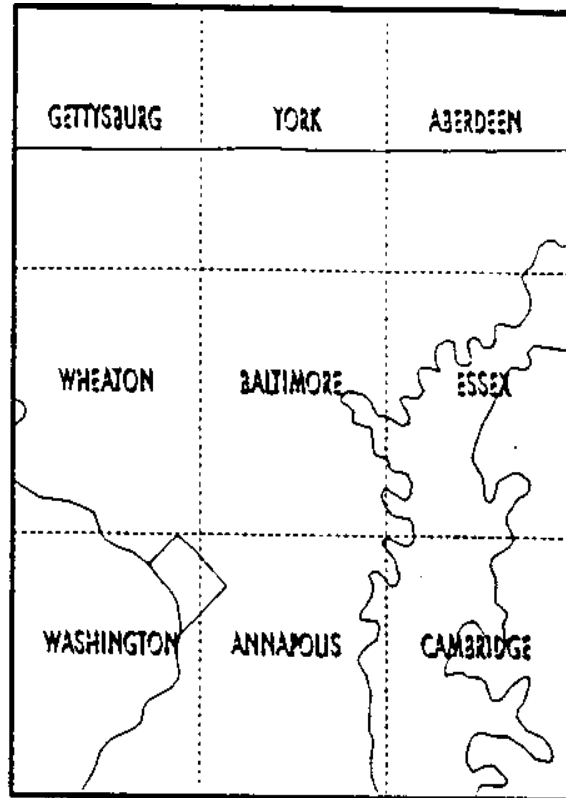 GETTYSBURG YORK ABERDEEN
WHEATON BALTIMORE ESSEX
WASHINGTON ANNAPOLIS CAMBRIDGE